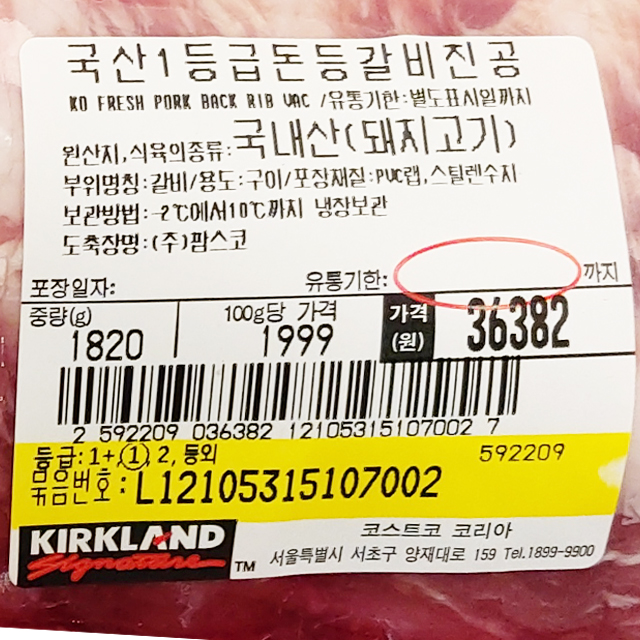 국산1등급돈등갈비진공
KO FRESH PORK BACK RIB VAC /유통기한:별도표시일까지
원산지,식육의종류:국내산(돼지고기)
부위명칭:갈비/용도:구이/포장재질:PVC랩,스틸렌수지
보관방법:-2℃에서10℃까지 냉장보관
도축장명:(주)팜스코
포장일자: 유통기한: 까지
중량(g) 100g당 가격 가격(원)
1820 1999 36382
2 592209 036382 12105315107002 7
등급:1+,①,2,등외 592209
묶음번호:L12105315107002
KIRKLAND
Signature™
코스트코 코리아
서울특별시 서초구 양재대로 159 Tel.1899-9900